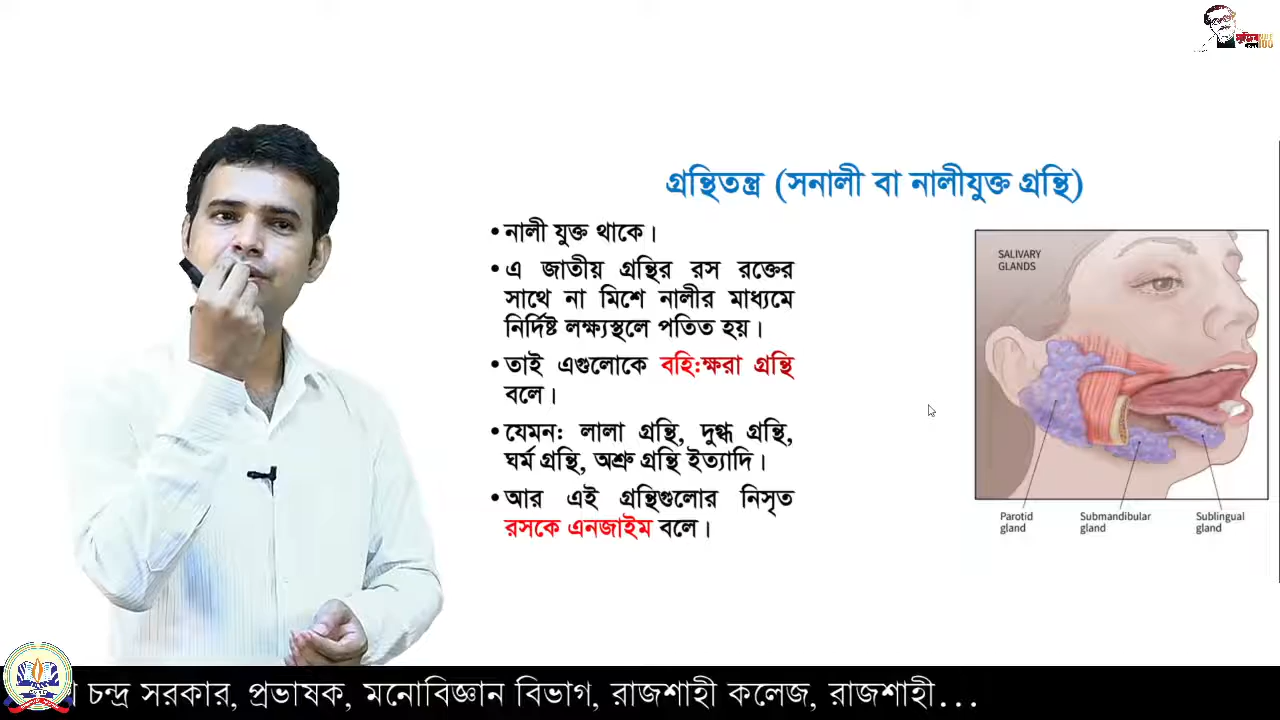 গ্রন্থিতন্ত্র (সনালী বা নালীযুক্ত গ্রন্থি)
• নালী যুক্ত থাকে।
• এ জাতীয় গ্রন্থির রস রক্তের
সাথে না মিশে নালীর মাধ্যমে
নির্দিষ্ট লক্ষ্যস্থলে পতিত হয়।
• তাই এগুলোকে বহি:ক্ষরা গ্রন্থি
বলে।
• যেমন: লালা গ্রন্থি, দুগ্ধ গ্রন্থি,
ঘর্ম গ্রন্থি, অশ্রু গ্রন্থি ইত্যাদি।
• আর এই গ্রন্থিগুলোর নিসৃত
রসকে এনজাইম বলে।
SALIVARY
GLANDS
Parotid
gland
Submandibular
gland
Sublingual
gland
চন্দ্র সরকার, প্রভাষক, মনোবিজ্ঞান বিভাগ, রাজশাহী কলেজ, রাজশাহী...